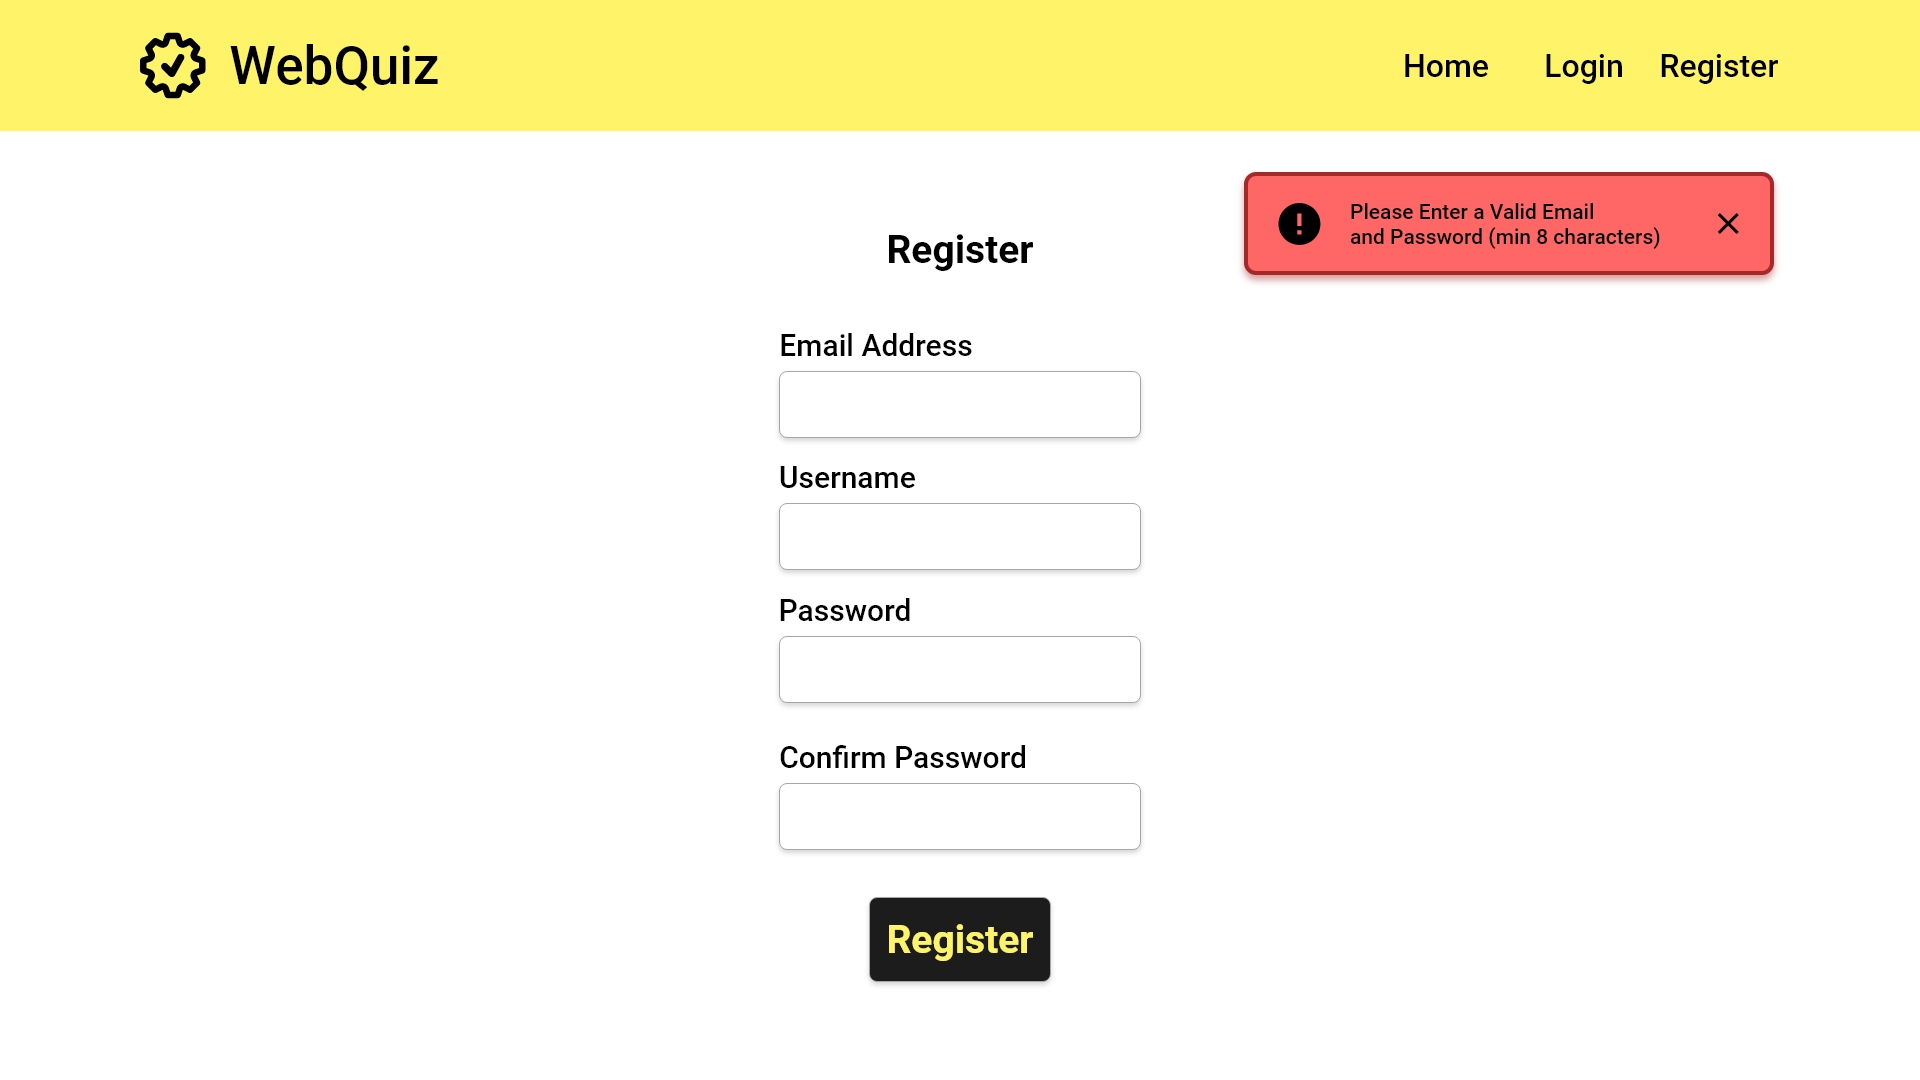 WebQuiz
Home
Login
Register
Please Enter a Valid Email
and Password (min 8 characters)
Register
Email Address
Username
Password
Confirm Password
Register